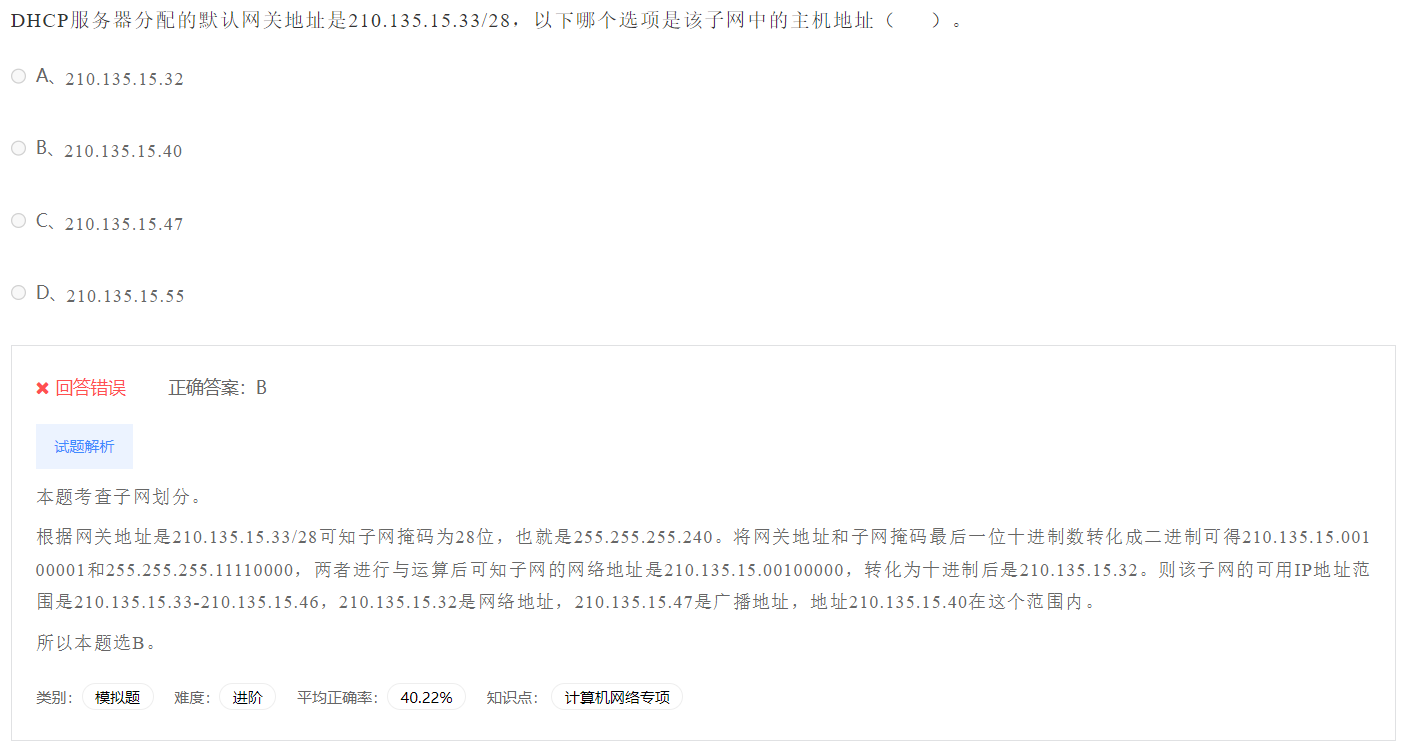 DHCP服务器分配的默认网关地址是210.135.15.33/28，以下哪个选项是该子网中的主机地址（　　）。
A、210.135.15.32
B、210.135.15.40
C、210.135.15.47
D、210.135.15.55
回答错误 正确答案：B
试题解析
本题考查子网划分。
根据网关地址是210.135.15.33/28可知子网掩码为28位，也就是255.255.255.240。将网关地址和子网掩码最后一位十进制数转化成二进制可得210.135.15.001
00001和255.255.255.11110000，两者进行与运算后可知子网的网络地址是210.135.15.00100000，转化为十进制后是210.135.15.32。则该子网的可用IP地址范
围是210.135.15.33-210.135.15.46，210.135.15.32是网络地址，210.135.15.47是广播地址，地址210.135.15.40在这个范围内。
所以本题选B。
类别： 模拟题 难度： 进阶 平均正确率： 40.22% 知识点： 计算机网络专项